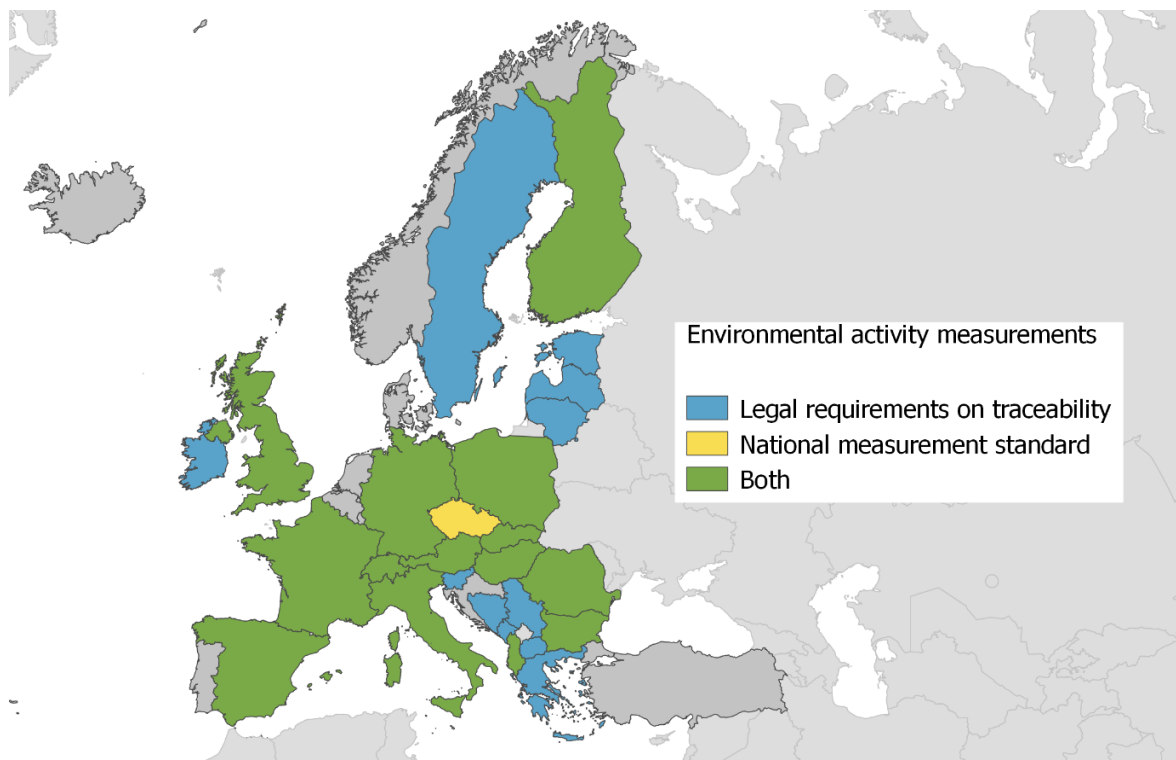 Environmental activity measurements
Legal requirements on traceability
National measurement standard
Both